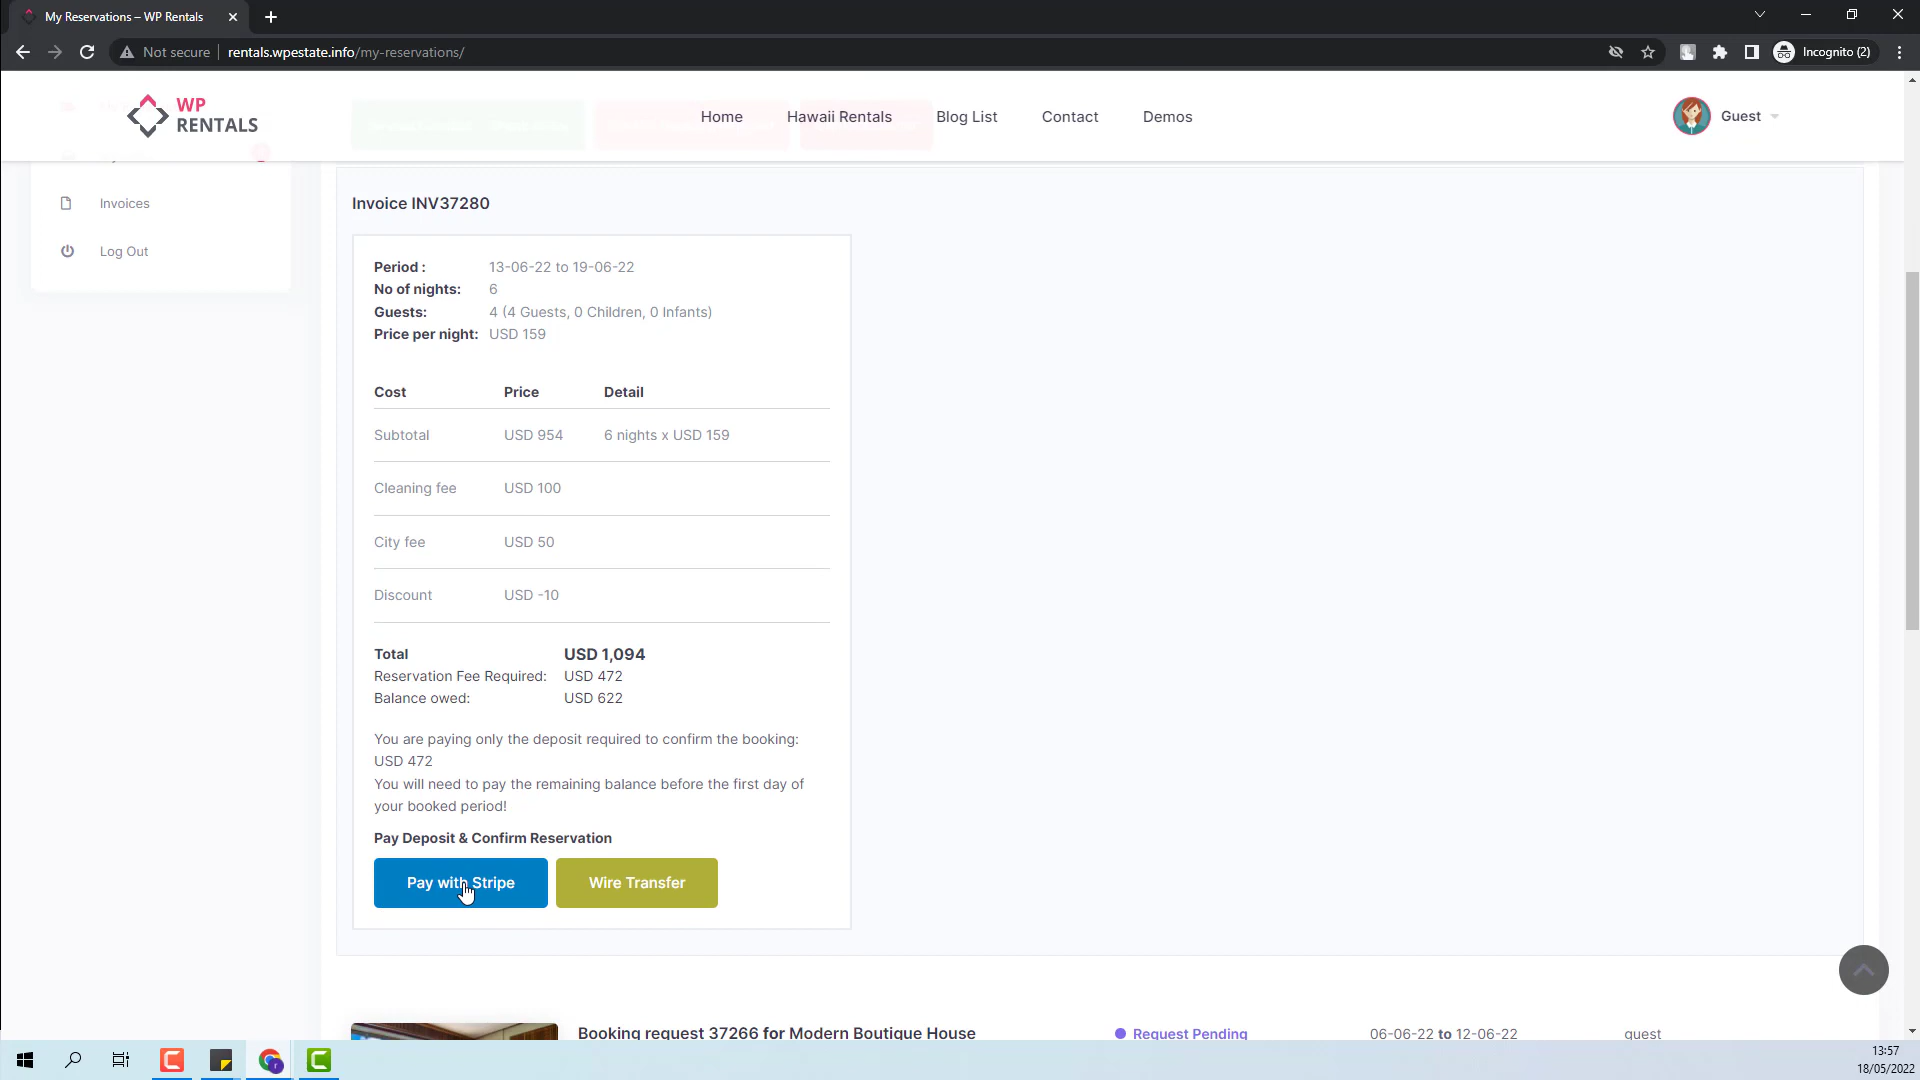 My Reservations – WP Rentals
Not secure
rentals.wpestate.info/my-reservations/
Incognito (2)
WP
RENTALS
Home
Hawaii Rentals
Blog List
Contact
Demos
Guest
Invoices
Log Out
Invoice INV37280
Period : 13-06-22 to 19-06-22
No of nights: 6
Guests: 4 (4 Guests, 0 Children, 0 Infants)
Price per night: USD 159
Cost Price Detail
Subtotal USD 954 6 nights x USD 159
Cleaning fee USD 100
City fee USD 50
Discount USD -10
Total USD 1,094
Reservation Fee Required: USD 472
Balance owed: USD 622
You are paying only the deposit required to confirm the booking:
USD 472
You will need to pay the remaining balance before the first day of
your booked period!
Pay Deposit & Confirm Reservation
Pay with Stripe
Wire Transfer
Booking request 37266 for Modern Boutique House
Request Pending
06-06-22 to 12-06-22
guest
13:57
18/05/2022